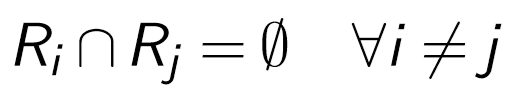 R_i ∩ R_j = ∅ ∀i ≠ j